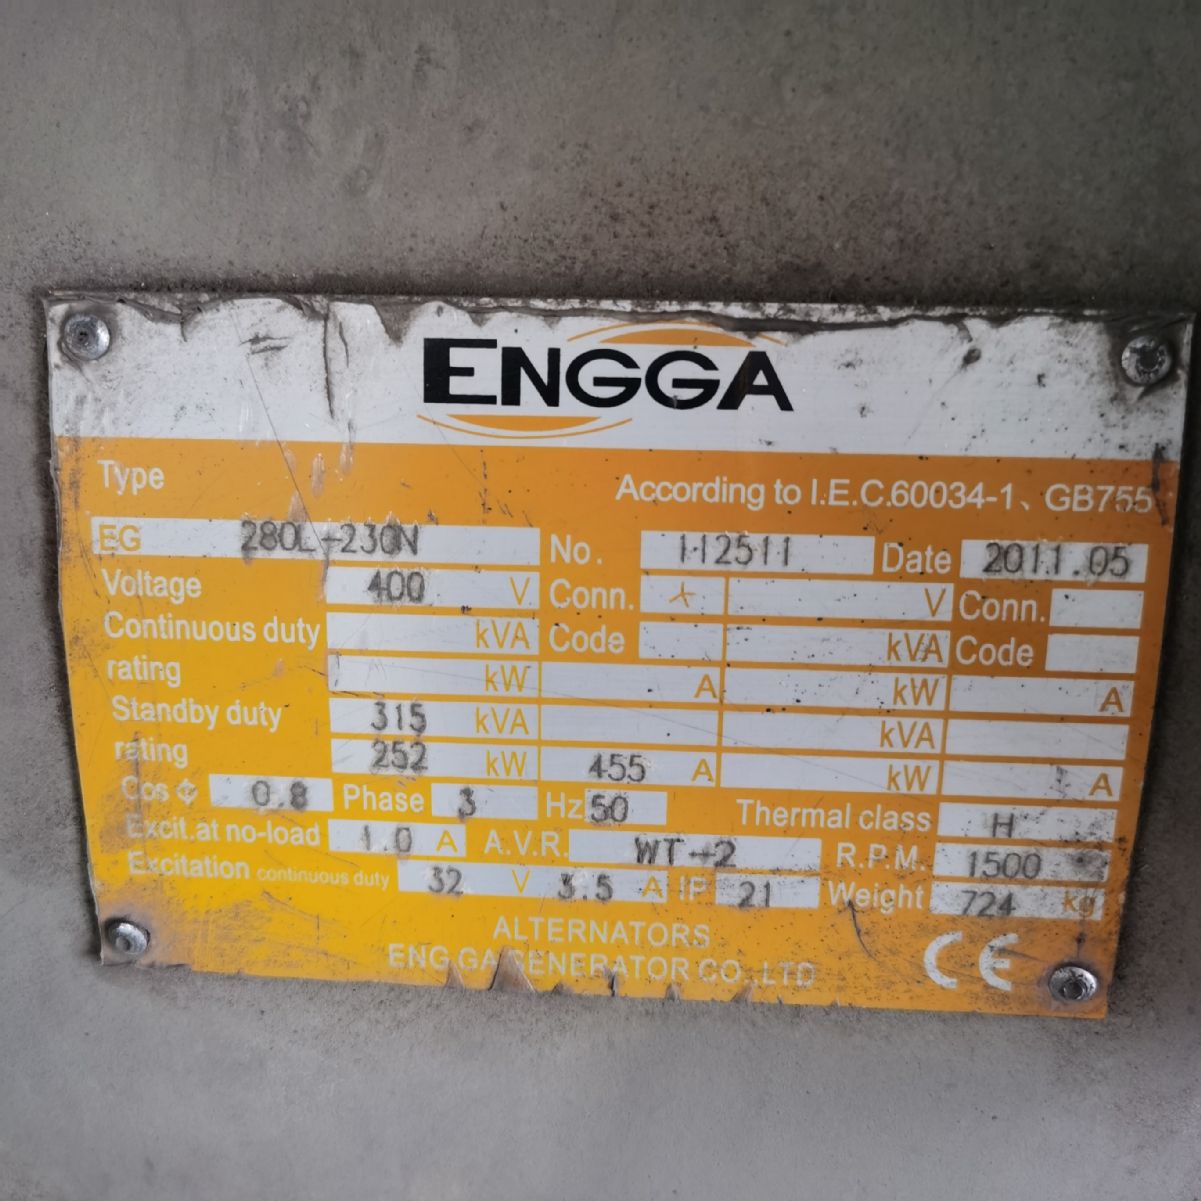 ENGGA
Type
According to I.E.C.60034-1、GB755
EG 280L-230N No. 112511 Date 2011.05
Voltage 400 V Conn. V Conn.
Continuous duty kVA Code kVA Code
rating kW A kW A
Standby duty 315 kVA kVA
rating 252 kW 455 A kW A
Cos Φ 0.8 Phase 3 Hz 50 Thermal class H
Excit.at no-load 1.0 A A.V.R. WT-2 R.P.M. 1500
Excitation continuous duty 32 V 3.5 A IP 21 Weight 724 kg
ALTERNATORS
ENGGA GENERATOR CO.,LTD CE